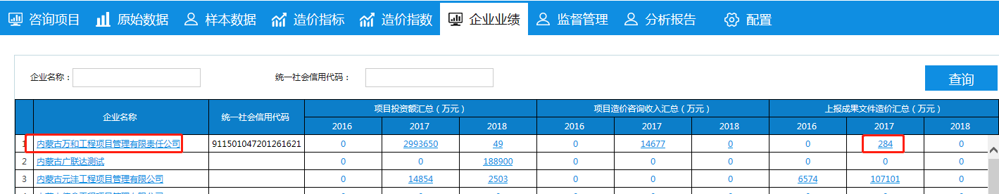 咨询项目 原始数据 样本数据 造价指标 造价指数 企业业绩 监督管理 分析报告 配置
企业名称： 统一社会信用代码： 查询
企业名称 统一社会信用代码 项目投资额汇总（万元） 项目造价咨询收入汇总（万元） 上报成果文件造价汇总（万元）
2016 2017 2018 2016 2017 2018 2016 2017 2018
1 内蒙古万和工程项目管理有限责任公司 911501047201261621 0 2993650 49 0 14677 0 0 284 0
2 内蒙古广联达测试 0 0 188900 0 0 0 0 0 0
3 内蒙古元沣工程项目管理有限公司 0 14854 2503 0 0 0 6574 107101 0